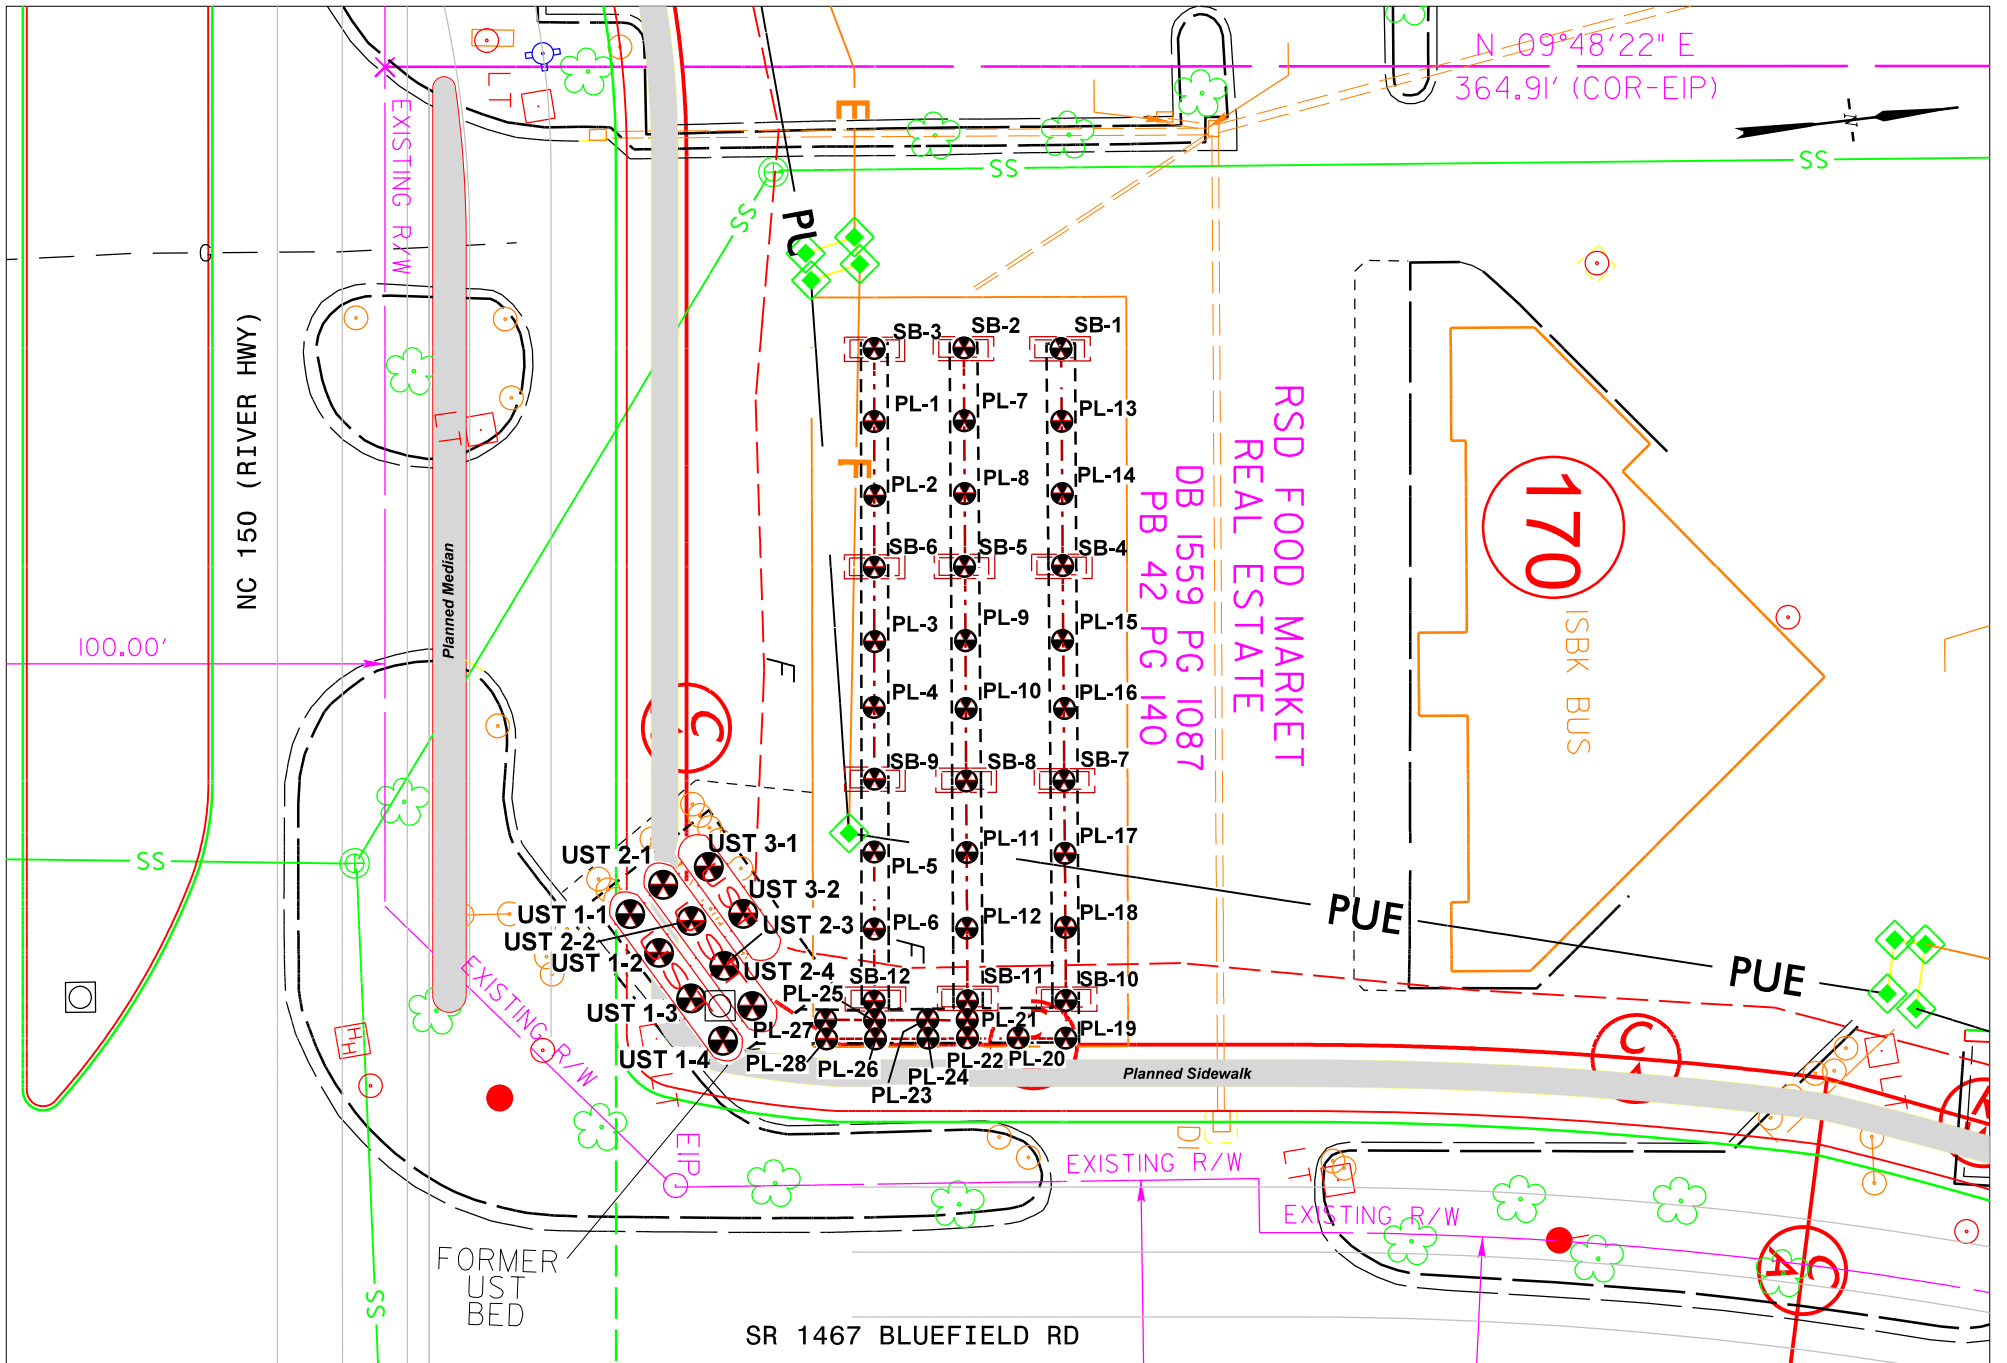 N 09°48'22" E
364.91' (COR-EIP)
N
LT
EXISTING R/W
E
SS
SS
SS
PU
G
NC 150 (RIVER HWY)
100.00'
Planned Median
LT
SB-3
SB-2
SB-1
PL-1
PL-7
PL-13
PL-2
PL-8
PL-14
SB-6
SB-5
SB-4
PL-3
PL-9
PL-15
PL-4
PL-10
PL-16
SB-9
SB-8
SB-7
PL-5
PL-11
PL-17
PL-6
PL-12
PL-18
SB-12
SB-11
SB-10
F
F
C
RSD FOOD MARKET
REAL ESTATE
DB 1559 PG 1087
PB 42 PG 140
170
1SBK BUS
PUE
PUE
SS
UST 2-1
UST 3-1
UST 3-2
UST 1-1
UST 2-3
UST 2-2
UST 1-2
UST 2-4
UST 1-3
UST 1-4
PL-25
PL-27
PL-28
PL-26
PL-23
PL-24
PL-22
PL-21
PL-20
PL-19
Planned Sidewalk
C
HH
EXISTING R/W
EIP
DI
LT
EXISTING R/W
EXISTING R/W
C
A
FORMER
UST
BED
SS
SR 1467 BLUEFIELD RD